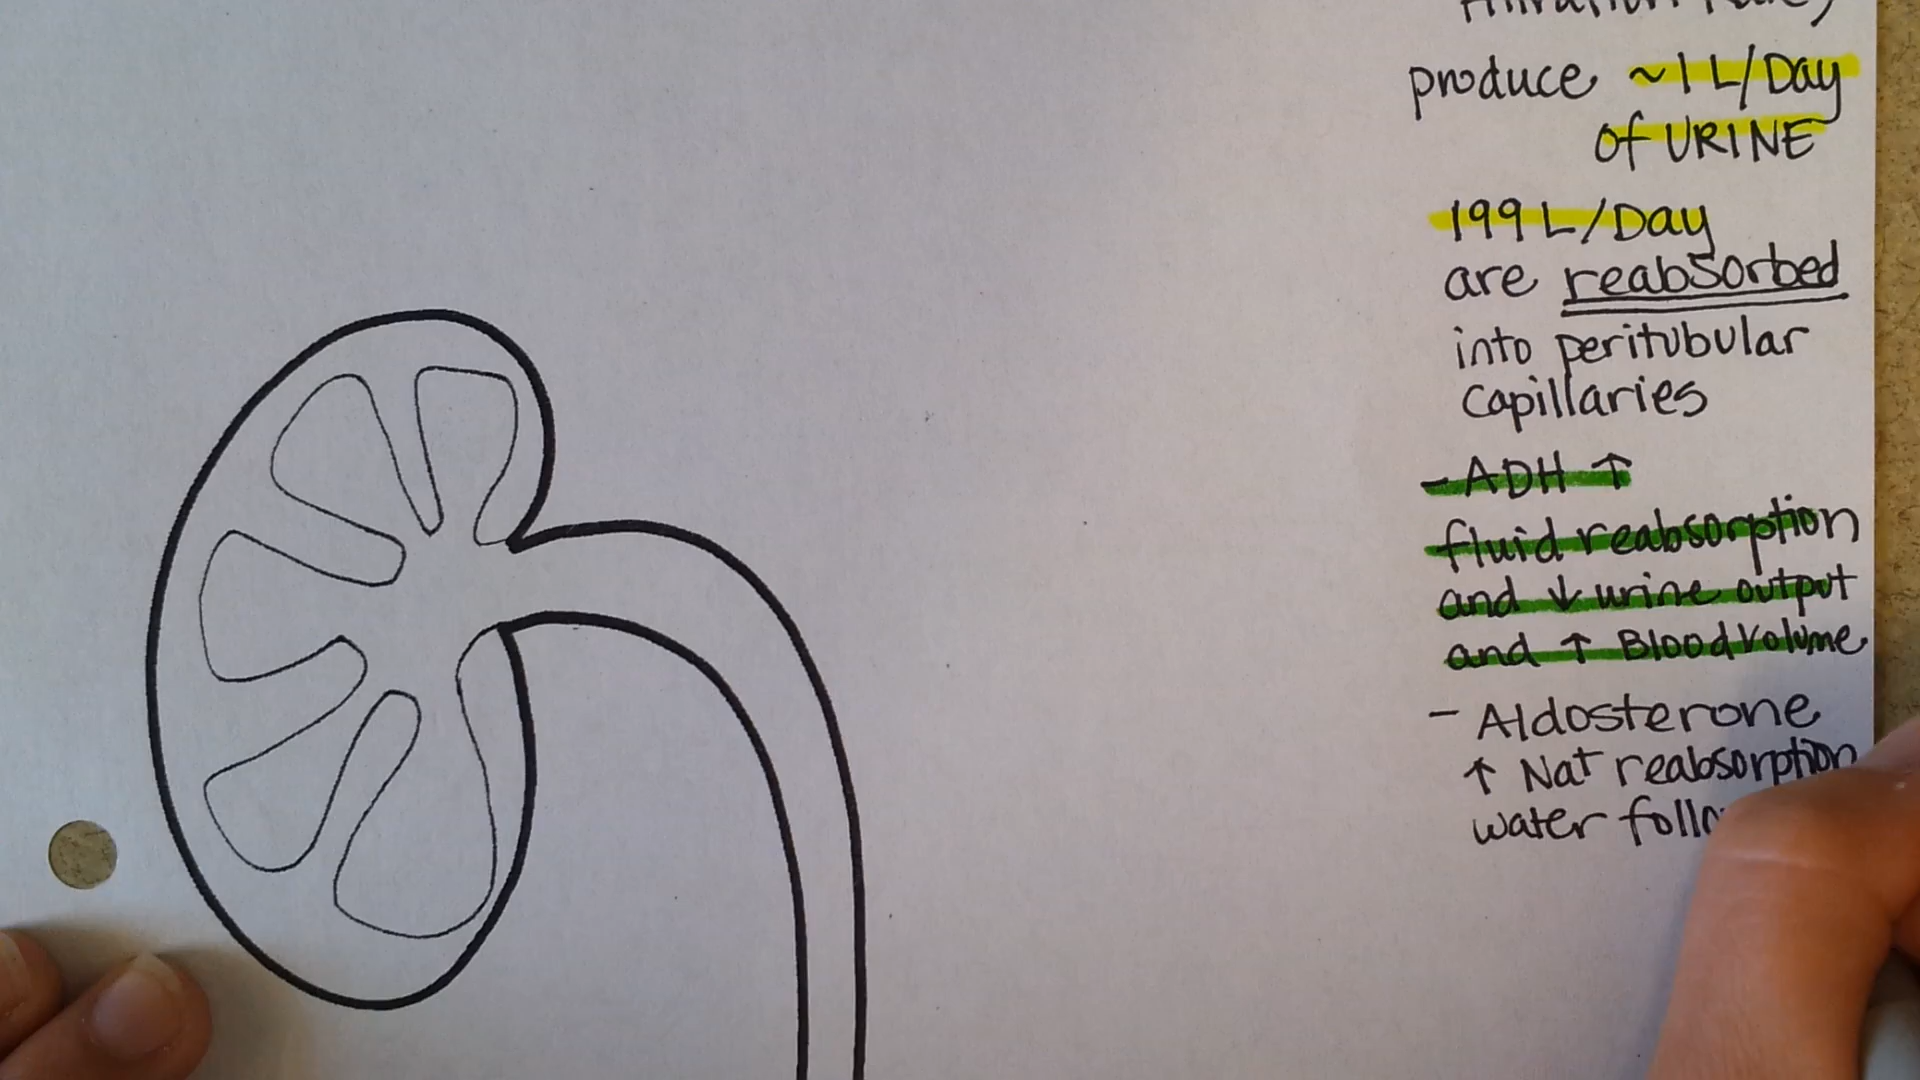 produce ~1 L/Day
of URINE
199 L/Day
are reabsorbed
into peritubular
capillaries
- ADH ↑
fluid reabsorption
and ↓ urine output
and ↑ Blood Volume
- Aldosterone
↑ Na+ reabsorption
water